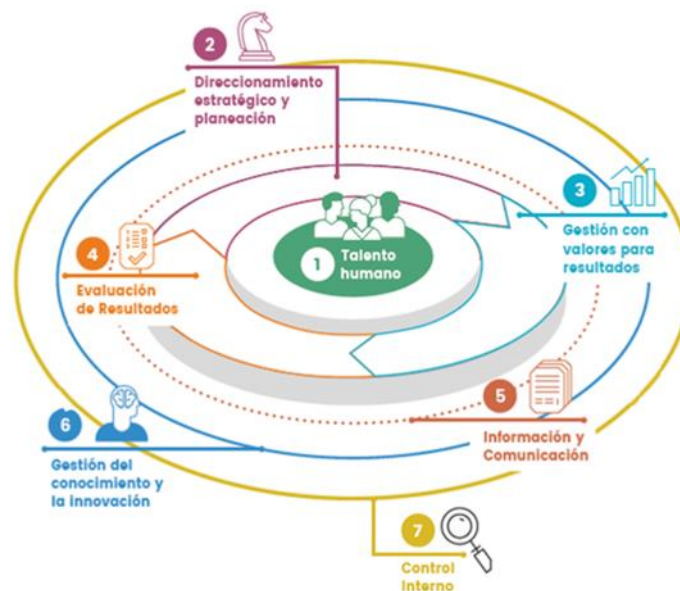 2
Direccionamiento
estratégico y
planeación
3
Gestión con
valores para
resultados
1
Talento
humano
4
Evaluación
de Resultados
5
Información y
Comunicación
6
Gestión del
conocimiento y
la innovación
7
Control
Interno